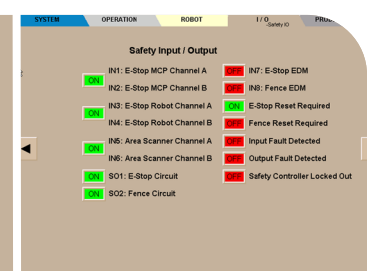 SYSTEM
OPERATION
ROBOT
I / O
-Safety IO
Safety Input / Output
IN1: E-Stop MCP Channel A
ON
IN2: E-Stop MCP Channel B
IN3: E-Stop Robot Channel A
ON
IN4: E-Stop Robot Channel B
IN5: Area Scanner Channel A
ON
IN6: Area Scanner Channel B
ON SO1: E-Stop Circuit
ON SO2: Fence Circuit
OFF IN7: E-Stop EDM
OFF IN8: Fence EDM
ON E-Stop Reset Required
OFF Fence Reset Required
OFF Input Fault Detected
OFF Output Fault Detected
OFF Safety Controller Locked Out